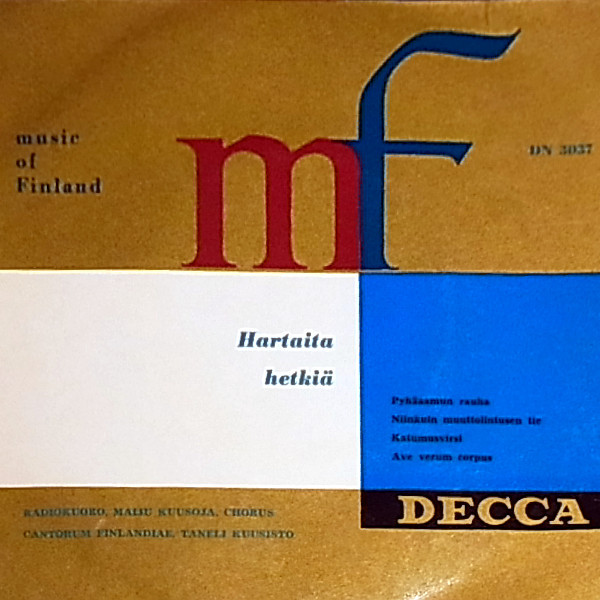 mf
music
of
Finland
DN 3037
Hartaita
hetkiä
Pyhäaamun rauha
Niinkuin muuttolintusen tie
Katumusvirsi
Ave verum corpus
DECCA
RADIOKUORO, MAIJU KUUSOJA, CHORUS
CANTORUM FINLANDIAE, TANELI KUUSISTO